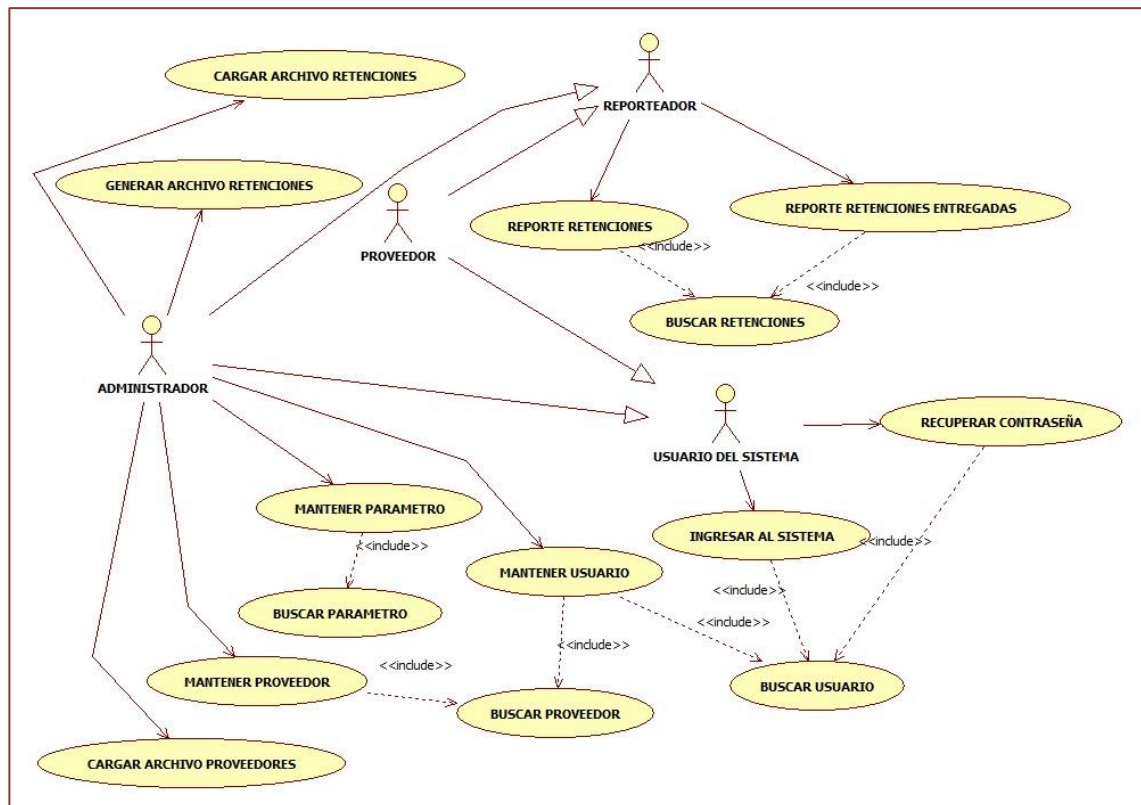 CARGAR ARCHIVO RETENCIONES
REPORTEADOR
GENERAR ARCHIVO RETENCIONES
REPORTE RETENCIONES
REPORTE RETENCIONES ENTREGADAS
PROVEEDOR
<<include>>
<<include>>
BUSCAR RETENCIONES
ADMINISTRADOR
RECUPERAR CONTRASEÑA
USUARIO DEL SISTEMA
MANTENER PARAMETRO
INGRESAR AL SISTEMA
<<include>>
<<include>>
MANTENER USUARIO
<<include>>
BUSCAR PARAMETRO
<<include>>
<<include>>
<<include>>
MANTENER PROVEEDOR
BUSCAR USUARIO
BUSCAR PROVEEDOR
CARGAR ARCHIVO PROVEEDORES